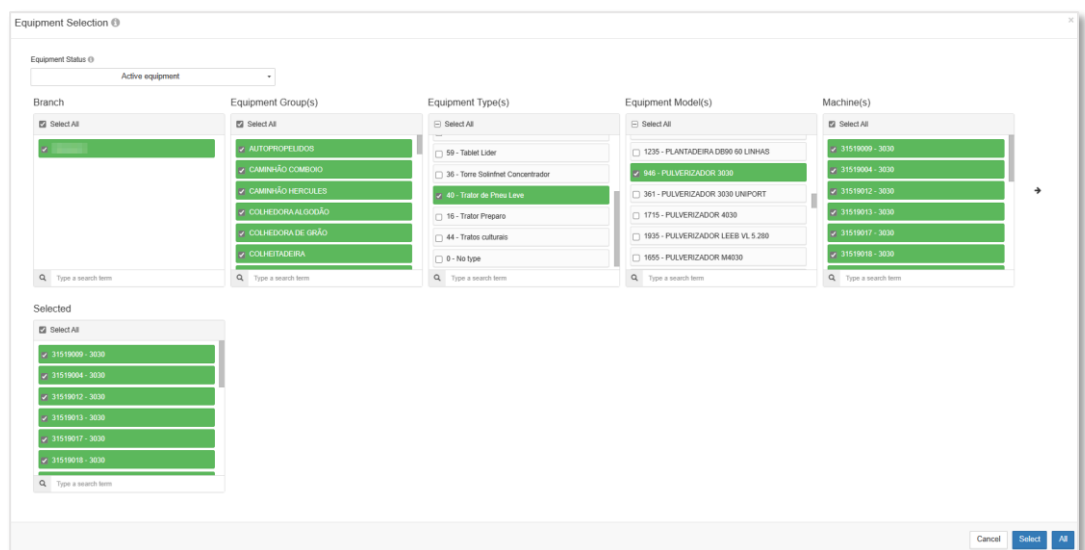 Equipment Selection
×
Equipment Status
Active equipment
Branch
Select All
Type a search term
Equipment Group(s)
Select All
AUTOPROPELIDOS
CAMINHÃO COMBOIO
CAMINHÃO HERCULES
COLHEDORA ALGODÃO
COLHEDORA DE GRÃO
COLHEITADEIRA
Type a search term
Equipment Type(s)
Select All
59 - Tablet Lider
36 - Torre Solinfnet Concentrador
40 - Trator de Pneu Leve
16 - Trator Preparo
44 - Tratos culturais
0 - No type
Type a search term
Equipment Model(s)
Select All
1235 - PLANTADEIRA DB90 60 LINHAS
946 - PULVERIZADOR 3030
361 - PULVERIZADOR 3030 UNIPORT
1715 - PULVERIZADOR 4030
1935 - PULVERIZADOR LEEB VL 5.280
1655 - PULVERIZADOR M4030
Type a search term
Machine(s)
Select All
31519009 - 3030
31519004 - 3030
31519012 - 3030
31519013 - 3030
31519017 - 3030
31519018 - 3030
Type a search term
Selected
Select All
31519009 - 3030
31519004 - 3030
31519012 - 3030
31519013 - 3030
31519017 - 3030
31519018 - 3030
Type a search term
Cancel
Select
All